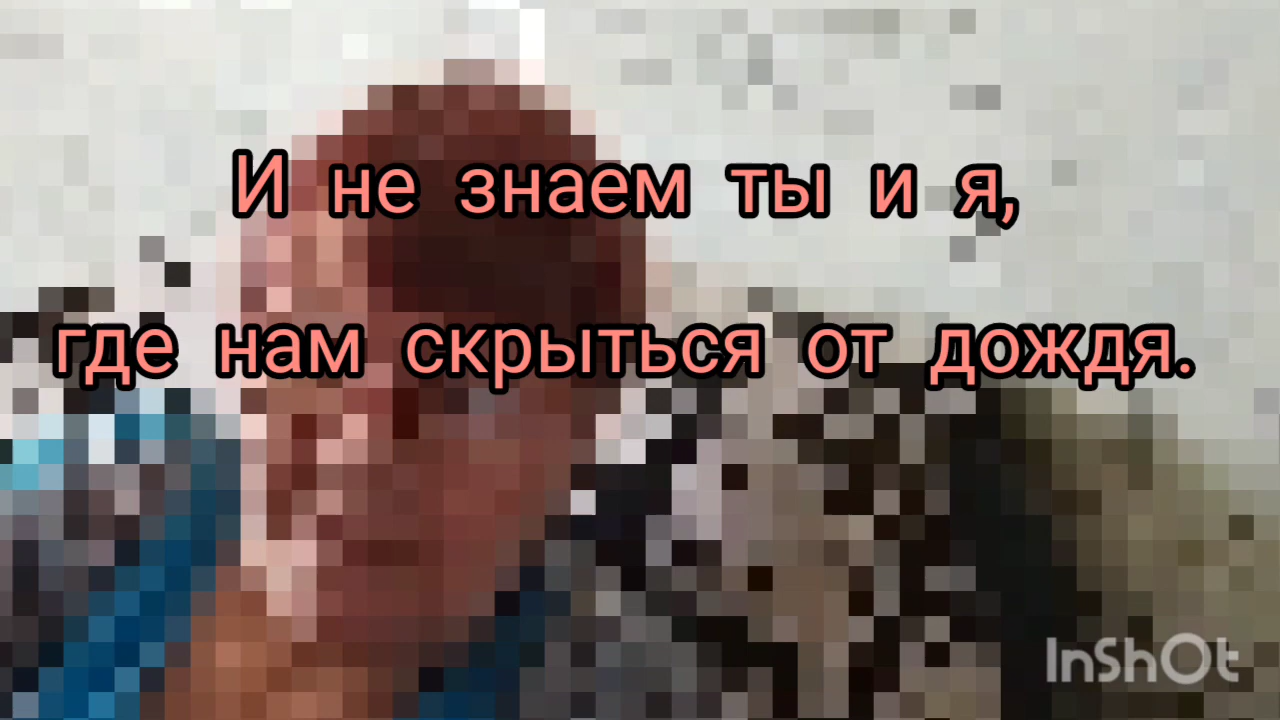 И не знаем ты и я,
где нам скрыться от дождя.
InShOt